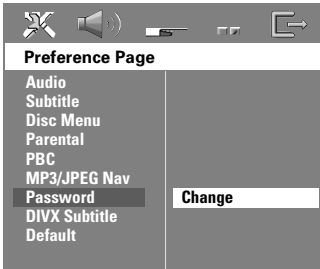 Preference Page
Audio
Subtitle
Disc Menu
Parental
PBC
MP3/JPEG Nav
Password
Change
DIVX Subtitle
Default